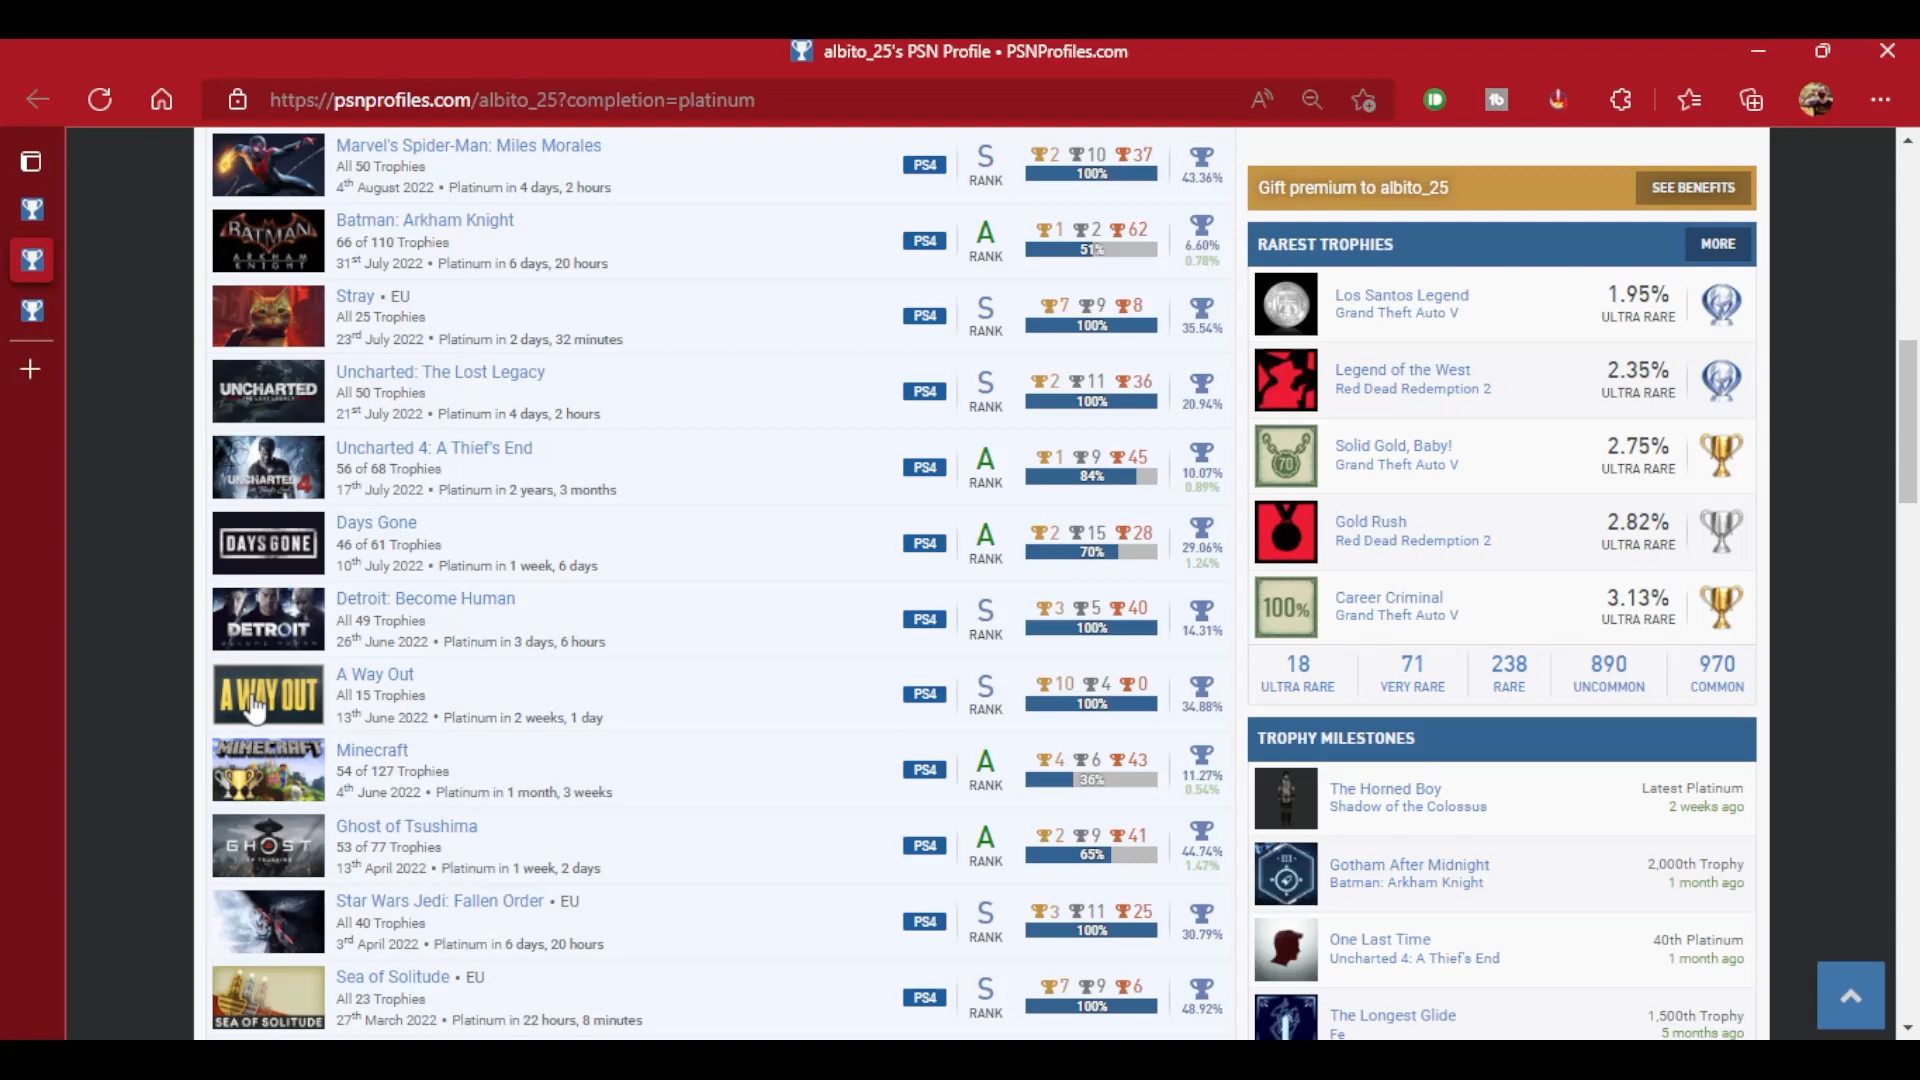 albito_25's PSN Profile • PSNProfiles.com
https://psnprofiles.com/albito_25?completion=platinum
Marvel's Spider-Man: Miles Morales
All 50 Trophies
4th August 2022 • Platinum in 4 days, 2 hours
PS4
S
RANK
2 10 37
100%
43.36%
BATMAN
ARKHAM KNIGHT
Batman: Arkham Knight
66 of 110 Trophies
31st July 2022 • Platinum in 6 days, 20 hours
PS4
A
RANK
1 2 62
51%
6.60%
0.78%
Stray • EU
All 25 Trophies
23rd July 2022 • Platinum in 2 days, 32 minutes
PS4
S
RANK
7 9 8
100%
35.54%
UNCHARTED
Uncharted: The Lost Legacy
All 50 Trophies
21st July 2022 • Platinum in 4 days, 2 hours
PS4
S
RANK
2 11 36
100%
20.94%
UNCHARTED 4
Uncharted 4: A Thief's End
56 of 68 Trophies
17th July 2022 • Platinum in 2 years, 3 months
PS4
A
RANK
1 9 45
84%
10.07%
0.89%
DAYS GONE
Days Gone
46 of 61 Trophies
10th July 2022 • Platinum in 1 week, 6 days
PS4
A
RANK
2 15 28
70%
29.06%
1.24%
DETROIT
Detroit: Become Human
All 49 Trophies
26th June 2022 • Platinum in 3 days, 6 hours
PS4
S
RANK
3 5 40
100%
14.31%
A WAY OUT
A Way Out
All 15 Trophies
13th June 2022 • Platinum in 2 weeks, 1 day
PS4
S
RANK
10 4 0
100%
34.88%
MINECRAFT
Minecraft
54 of 127 Trophies
4th June 2022 • Platinum in 1 month, 3 weeks
PS4
A
RANK
4 6 43
36%
11.27%
0.54%
GHOST
OF TSUSHIMA
Ghost of Tsushima
53 of 77 Trophies
13th April 2022 • Platinum in 1 week, 2 days
PS4
A
RANK
2 9 41
65%
44.74%
1.47%
Star Wars Jedi: Fallen Order • EU
All 40 Trophies
3rd April 2022 • Platinum in 6 days, 20 hours
PS4
S
RANK
3 11 25
100%
30.79%
SEA OF SOLITUDE
Sea of Solitude • EU
All 23 Trophies
27th March 2022 • Platinum in 22 hours, 8 minutes
PS4
S
RANK
7 9 6
100%
48.92%
Gift premium to albito_25
SEE BENEFITS
RAREST TROPHIES
MORE
Los Santos Legend
Grand Theft Auto V
1.95%
ULTRA RARE
Legend of the West
Red Dead Redemption 2
2.35%
ULTRA RARE
70
Solid Gold, Baby!
Grand Theft Auto V
2.75%
ULTRA RARE
Gold Rush
Red Dead Redemption 2
2.82%
ULTRA RARE
100%
Career Criminal
Grand Theft Auto V
3.13%
ULTRA RARE
18 71 238 890 970
ULTRA RARE VERY RARE RARE UNCOMMON COMMON
TROPHY MILESTONES
The Horned Boy
Shadow of the Colossus
Latest Platinum
2 weeks ago
Gotham After Midnight
Batman: Arkham Knight
2,000th Trophy
1 month ago
One Last Time
Uncharted 4: A Thief's End
40th Platinum
1 month ago
The Longest Glide
Fe
1,500th Trophy
5 months ago